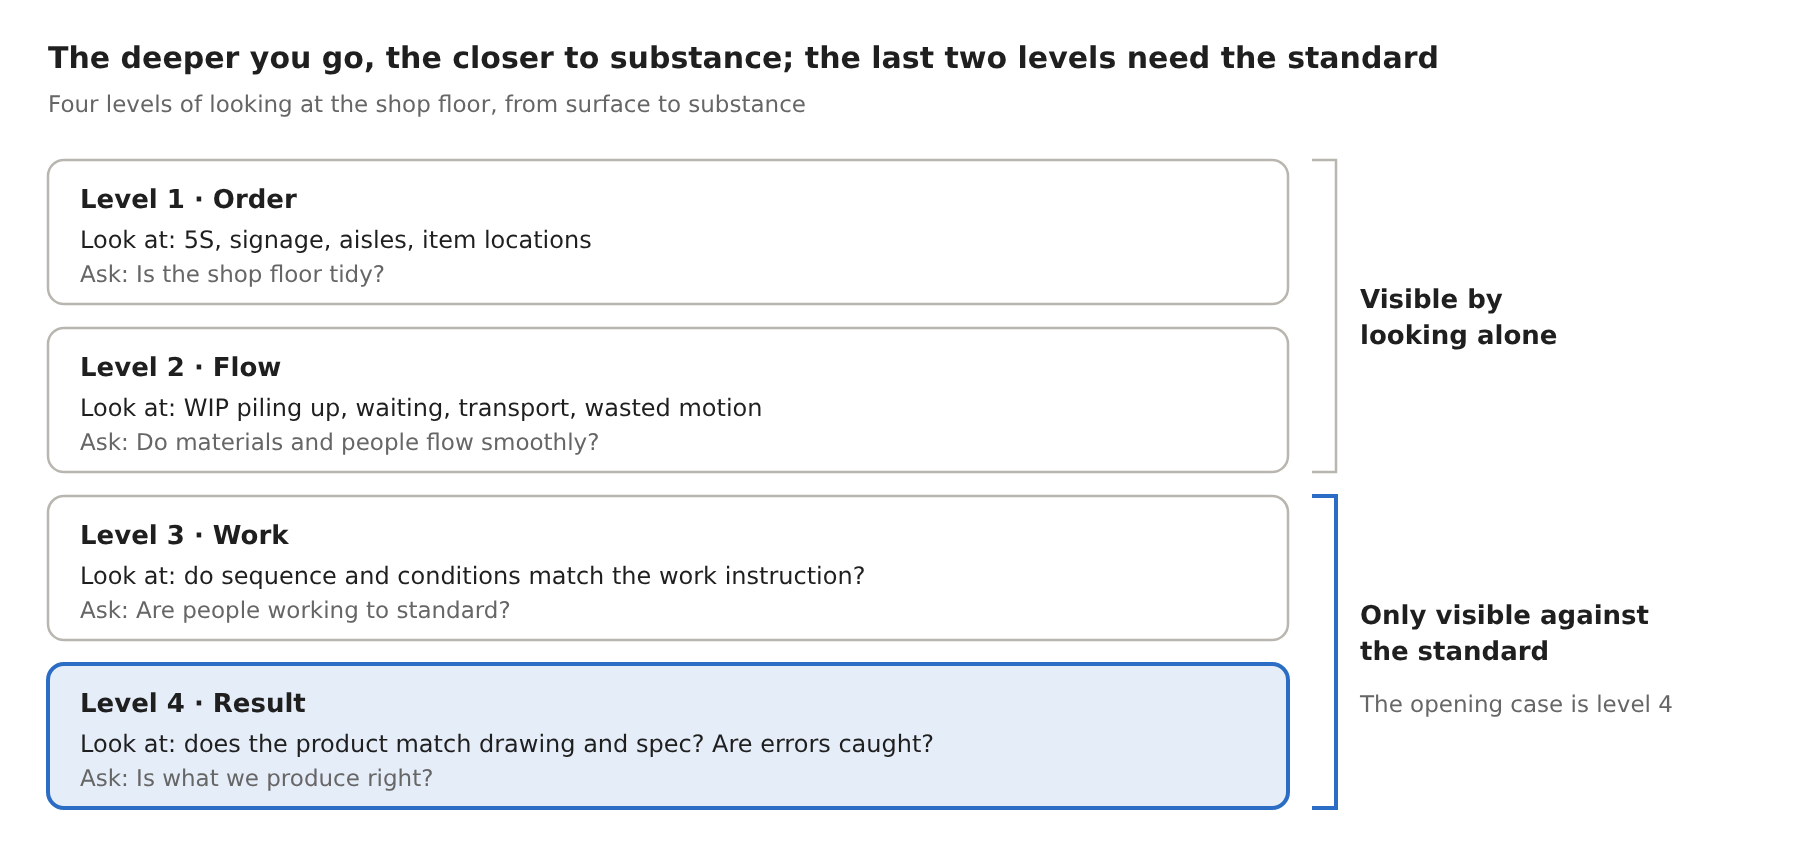 The deeper you go, the closer to substance; the last two levels need the standard
Four levels of looking at the shop floor, from surface to substance
Level 1 · Order
Look at: 5S, signage, aisles, item locations
Ask: Is the shop floor tidy?
Level 2 · Flow
Look at: WIP piling up, waiting, transport, wasted motion
Ask: Do materials and people flow smoothly?
Visible by
looking alone
Level 3 · Work
Look at: do sequence and conditions match the work instruction?
Ask: Are people working to standard?
Level 4 · Result
Look at: does the product match drawing and spec? Are errors caught?
Ask: Is what we produce right?
Only visible against
the standard
The opening case is level 4